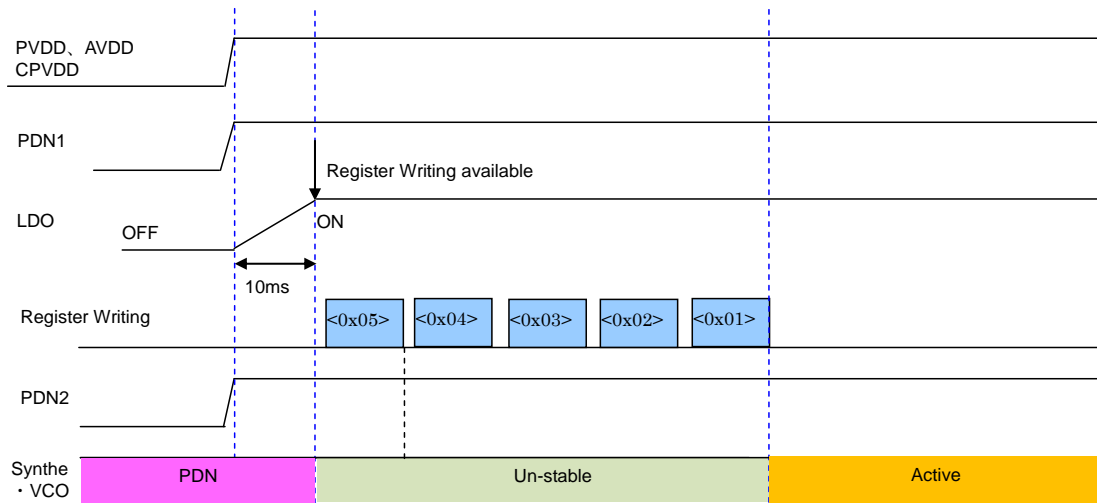 PVDD、AVDD
CPVDD
PDN1
Register Writing available
LDO
OFF
ON
10ms
Register Writing
<0x05>
<0x04>
<0x03>
<0x02>
<0x01>
PDN2
Synthe
・VCO
PDN
Un-stable
Active